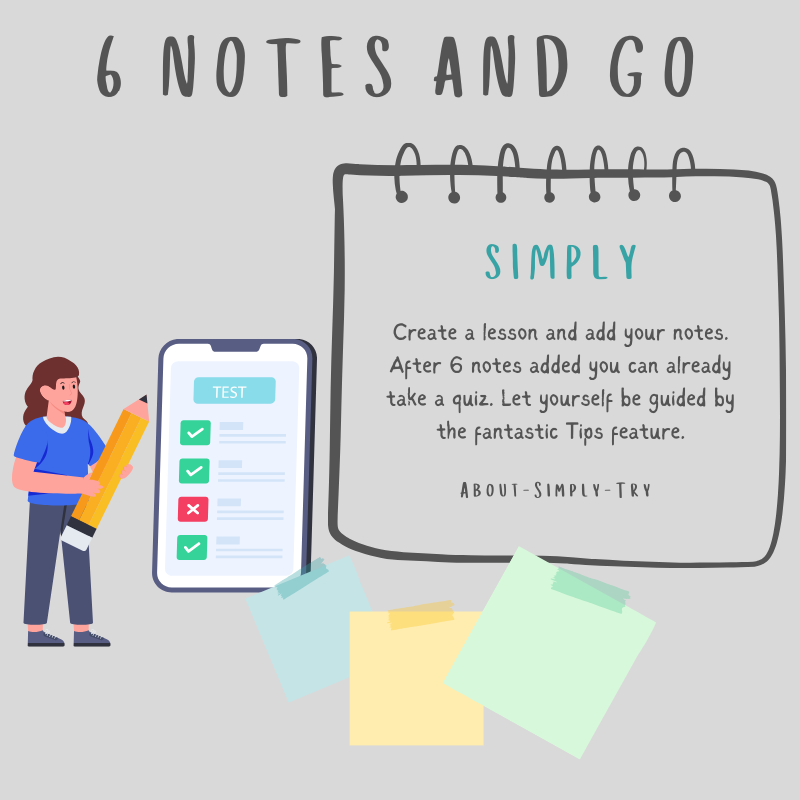 6 NOTES AND GO
SIMPLY
Create a lesson and add your notes.
After 6 notes added you can already
take a quiz. Let yourself be guided by
the fantastic Tips feature.
About-Simply-Try
TEST